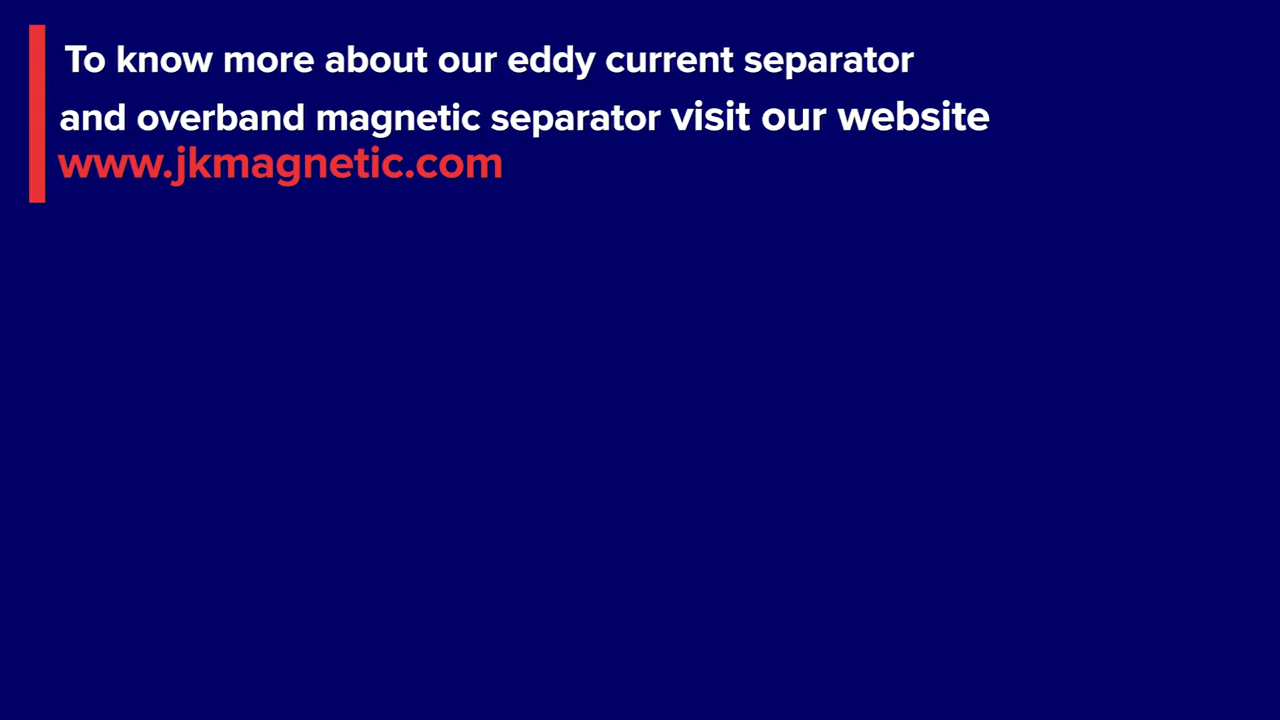 To know more about our eddy current separator
and overband magnetic separator visit our website
www.jkmagnetic.com